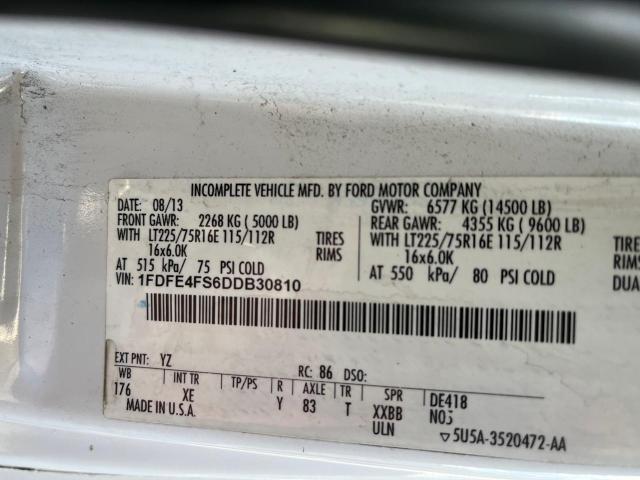 INCOMPLETE VEHICLE MFD. BY FORD MOTOR COMPANY
DATE: 08/13 GVWR: 6577 KG (14500 LB)
FRONT GAWR: 2268 KG (5000 LB) REAR GAWR: 4355 KG (9600 LB)
WITH LT225/75R16E 115/112R TIRES WITH LT225/75R16E 115/112R TIRES
16x6.0K RIMS 16x6.0K RIMS
AT 515 kPa/ 75 PSI COLD AT 550 kPa/ 80 PSI COLD DUA
VIN: 1FDFE4FS6DDB30810
EXT PNT: YZ RC: 86 DSO:
WB INT TR TP/PS R AXLE TR SPR DE418
176 XE Y 83 T XXBB
MADE IN U.S.A. ULN ▽5U5A-3520472-AA